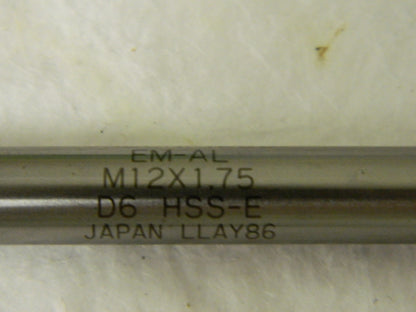 EM-AL
M12X1.75
D6 HSS-E
JAPAN LLAY86